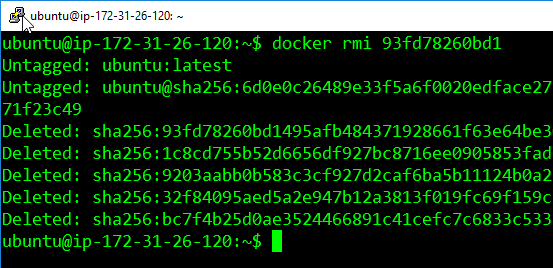 ubuntu@ip-172-31-26-120: ~
ubuntu@ip-172-31-26-120:~$ docker rmi 93fd78260bd1
Untagged: ubuntu:latest
Untagged: ubuntu@sha256:6d0e0c26489e33f5a6f0020edface27
71f23c49
Deleted: sha256:93fd78260bd1495afb484371928661f63e64be3
Deleted: sha256:1c8cd755b52d6656df927bc8716ee0905853fad
Deleted: sha256:9203aabb0b583c3cf927d2caf6ba5b11124b0a2
Deleted: sha256:32f84095aed5a2e947b12a3813f019fc69f159c
Deleted: sha256:bc7f4b25d0ae3524466891c41cefc7c6833c533
ubuntu@ip-172-31-26-120:~$